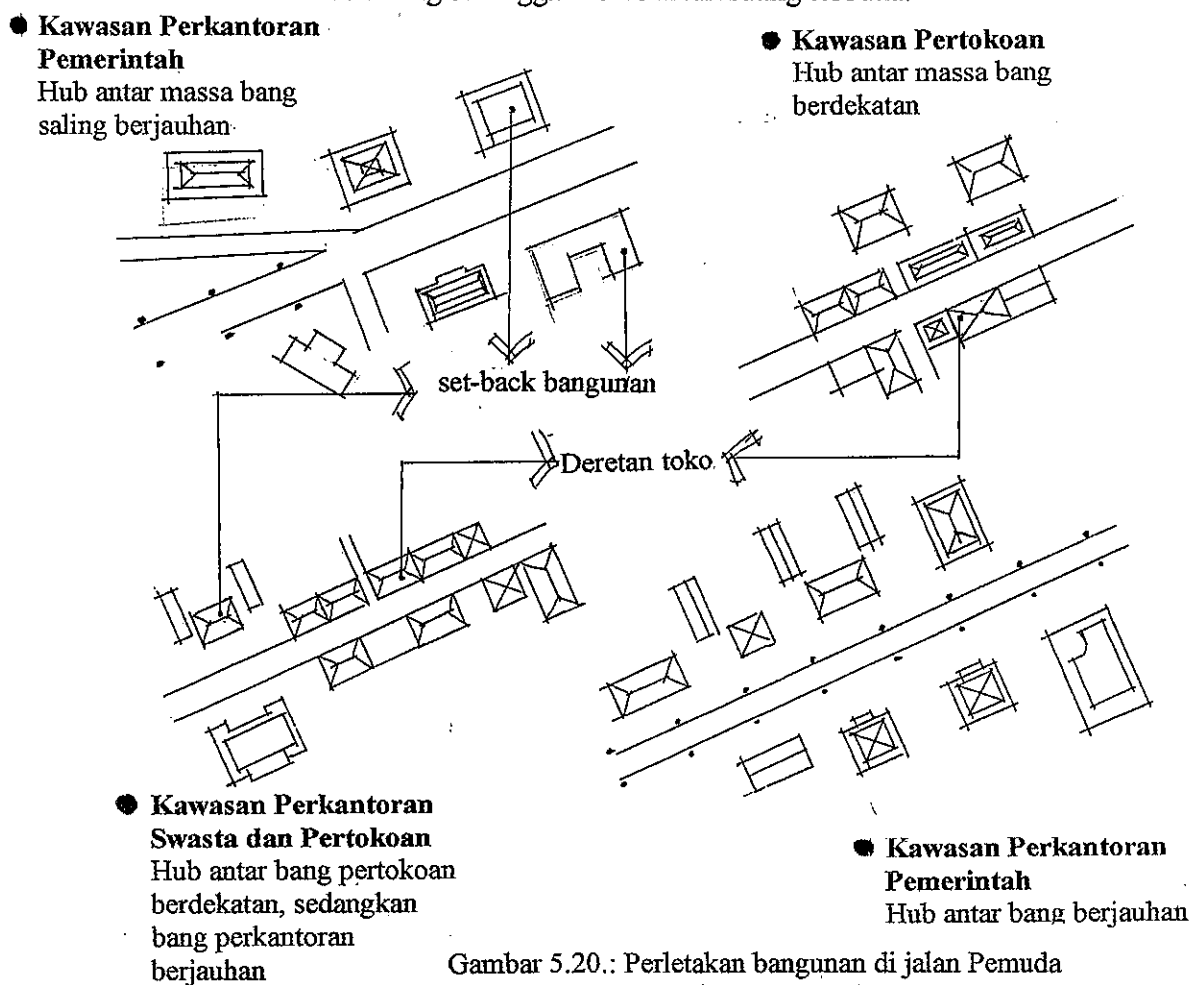 ● Kawasan Perkantoran
Pemerintah
Hub antar massa bang
saling berjauhan
● Kawasan Pertokoan
Hub antar massa bang
berdekatan
set-back bangunan
Deretan toko
● Kawasan Perkantoran
Swasta dan Pertokoan
Hub antar bang pertokoan
berdekatan, sedangkan
bang perkantoran
berjauhan
● Kawasan Perkantoran
Pemerintah
Hub antar bang berjauhan
Gambar 5.20.: Perletakan bangunan di jalan Pemuda